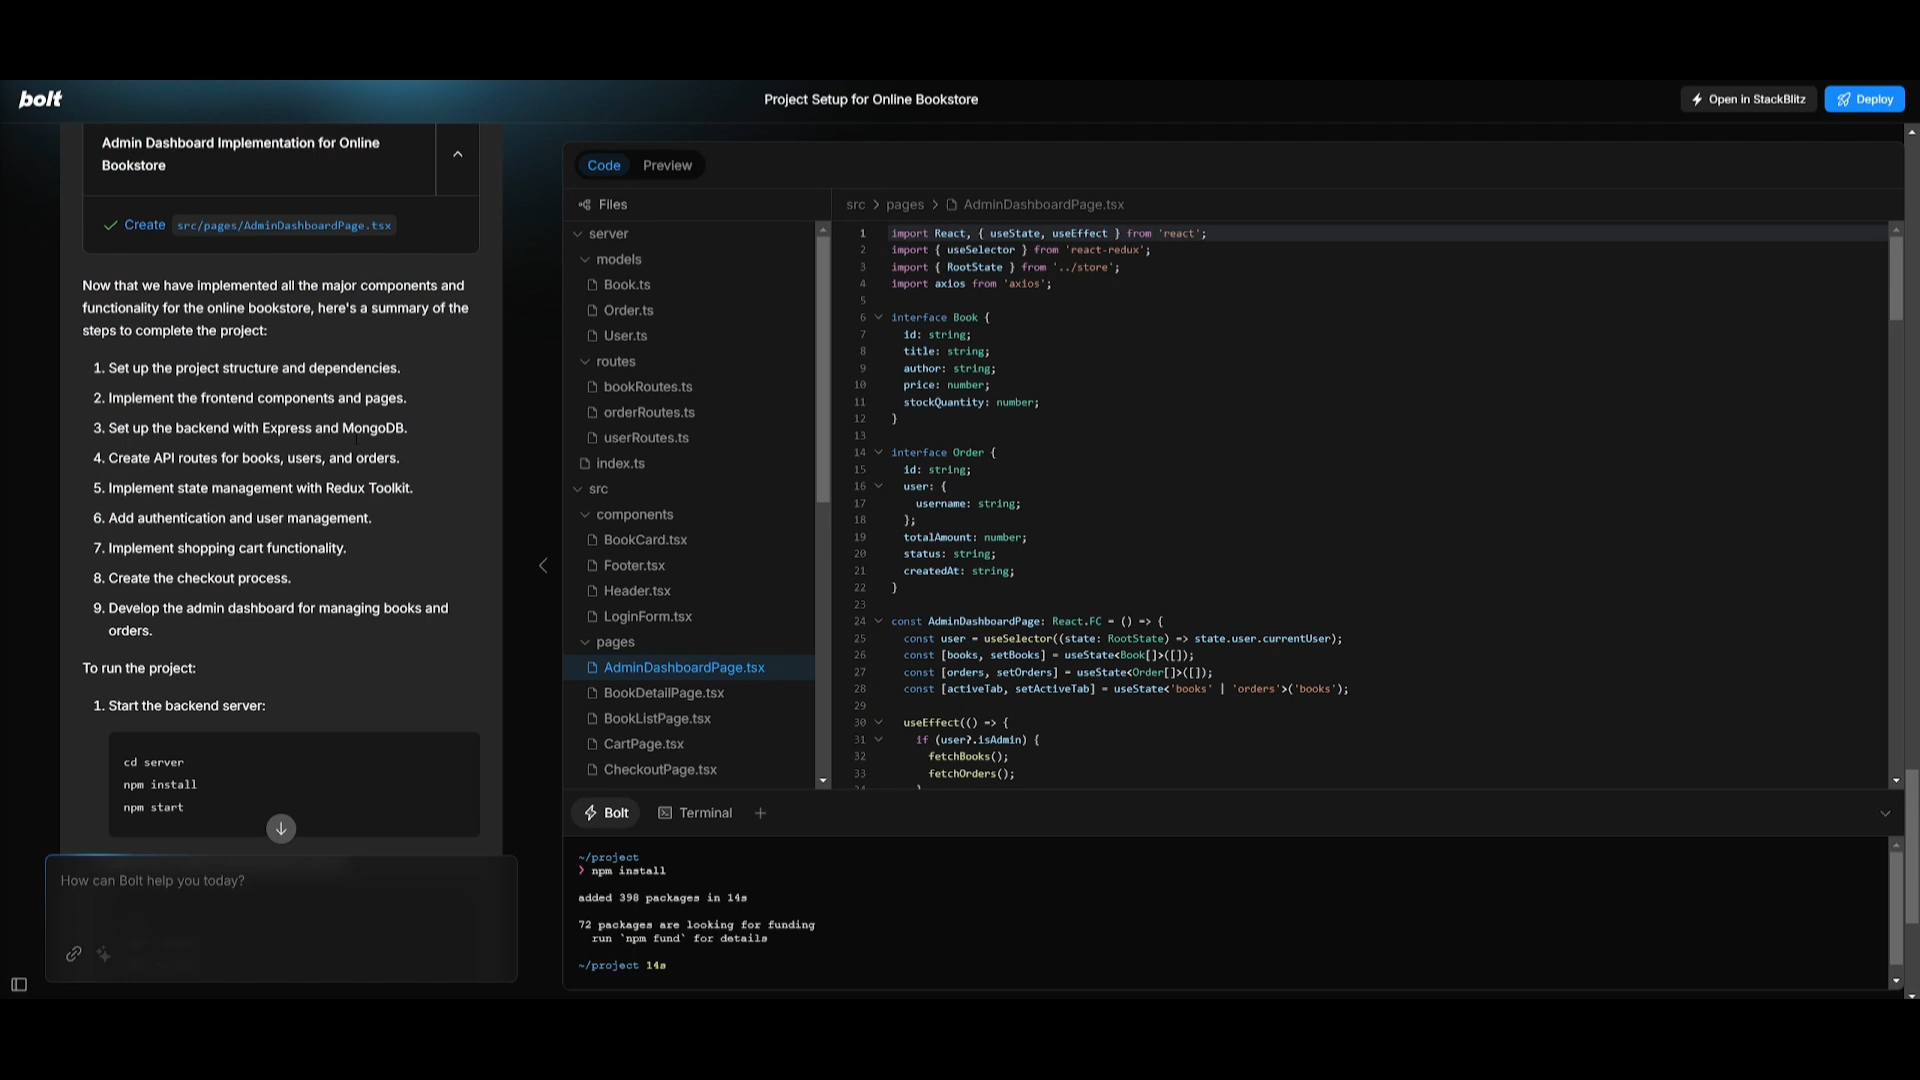 bolt
Project Setup for Online Bookstore
Open in StackBlitz
Deploy
Admin Dashboard Implementation for Online
Bookstore
Create src/pages/AdminDashboardPage.tsx
Now that we have implemented all the major components and
functionality for the online bookstore, here's a summary of the
steps to complete the project:
1. Set up the project structure and dependencies.
2. Implement the frontend components and pages.
3. Set up the backend with Express and MongoDB.
4. Create API routes for books, users, and orders.
5. Implement state management with Redux Toolkit.
6. Add authentication and user management.
7. Implement shopping cart functionality.
8. Create the checkout process.
9. Develop the admin dashboard for managing books and
orders.
To run the project:
1. Start the backend server:
cd server
npm install
npm start
How can Bolt help you today?
Code
Preview
Files
server
models
Book.ts
Order.ts
User.ts
routes
bookRoutes.ts
orderRoutes.ts
userRoutes.ts
index.ts
src
components
BookCard.tsx
Footer.tsx
Header.tsx
LoginForm.tsx
pages
AdminDashboardPage.tsx
BookDetailPage.tsx
BookListPage.tsx
CartPage.tsx
CheckoutPage.tsx
src > pages > AdminDashboardPage.tsx
1 import React, { useState, useEffect } from 'react';
2 import { useSelector } from 'react-redux';
3 import { RootState } from '../store';
4 import axios from 'axios';
5
6 interface Book {
7 id: string;
8 title: string;
9 author: string;
10 price: number;
11 stockQuantity: number;
12 }
13
14 interface Order {
15 id: string;
16 user: {
17 username: string;
18 };
19 totalAmount: number;
20 status: string;
21 createdAt: string;
22 }
23
24 const AdminDashboardPage: React.FC = () => {
25 const user = useSelector((state: RootState) => state.user.currentUser);
26 const [books, setBooks] = useState<Book[]>([]);
27 const [orders, setOrders] = useState<Order[]>([]);
28 const [activeTab, setActiveTab] = useState<'books' | 'orders'>('books');
29
30 useEffect(() => {
31 if (user?.isAdmin) {
32 fetchBooks();
33 fetchOrders();
Bolt
Terminal
~/project
❯ npm install
added 398 packages in 14s
72 packages are looking for funding
run `npm fund` for details
~/project 14s